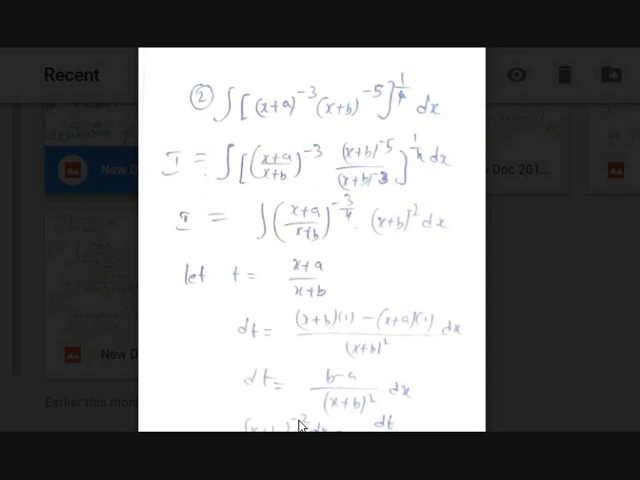 Recent
② ∫ [ (x+a)^-3 (x+b)^-5 ]^1/4 dx
New D
Doc 201
I = ∫ [ ((x+a)/(x+b))^-3 (x+b)^-5/(x+b)^-3 ]^1/4 dx
I = ∫ ((x+a)/(x+b))^-3/4 . (x+b)^-2 dx
let t = (x+a)/(x+b)
dt = ((x+b)(1) - (x+a)(1))/(x+b)^2 dx
New D
dt = (b-a)/(x+b)^2 dx
Earlier this mon
dt